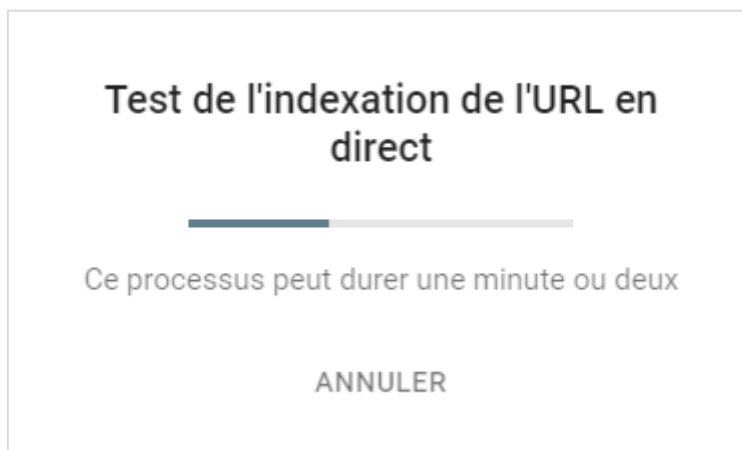 Test de l'indexation de l'URL en
direct
Ce processus peut durer une minute ou deux
ANNULER